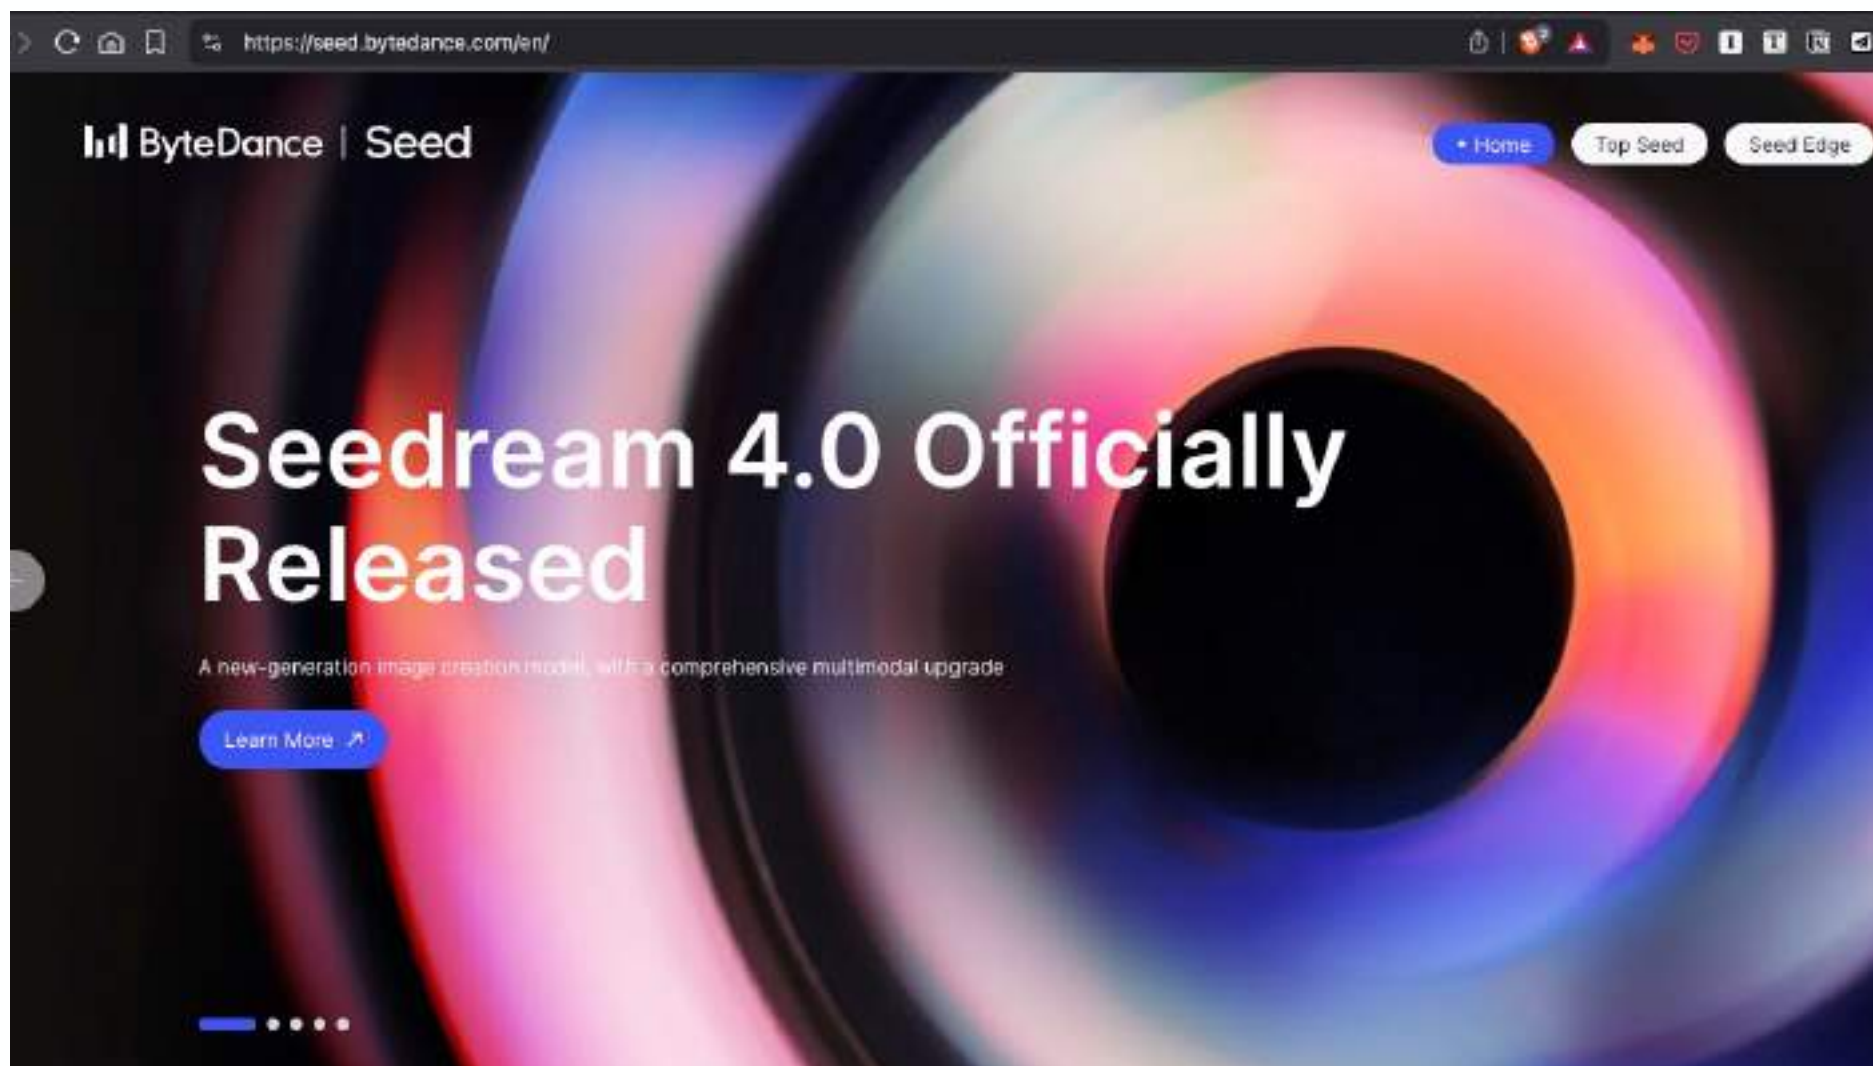 https://seed.bytedance.com/en/
ByteDance | Seed
• Home
Top Seed
Seed Edge
Seedream 4.0 Officially
Released
A new-generation image creation model, with a comprehensive multimodal upgrade
Learn More ↗